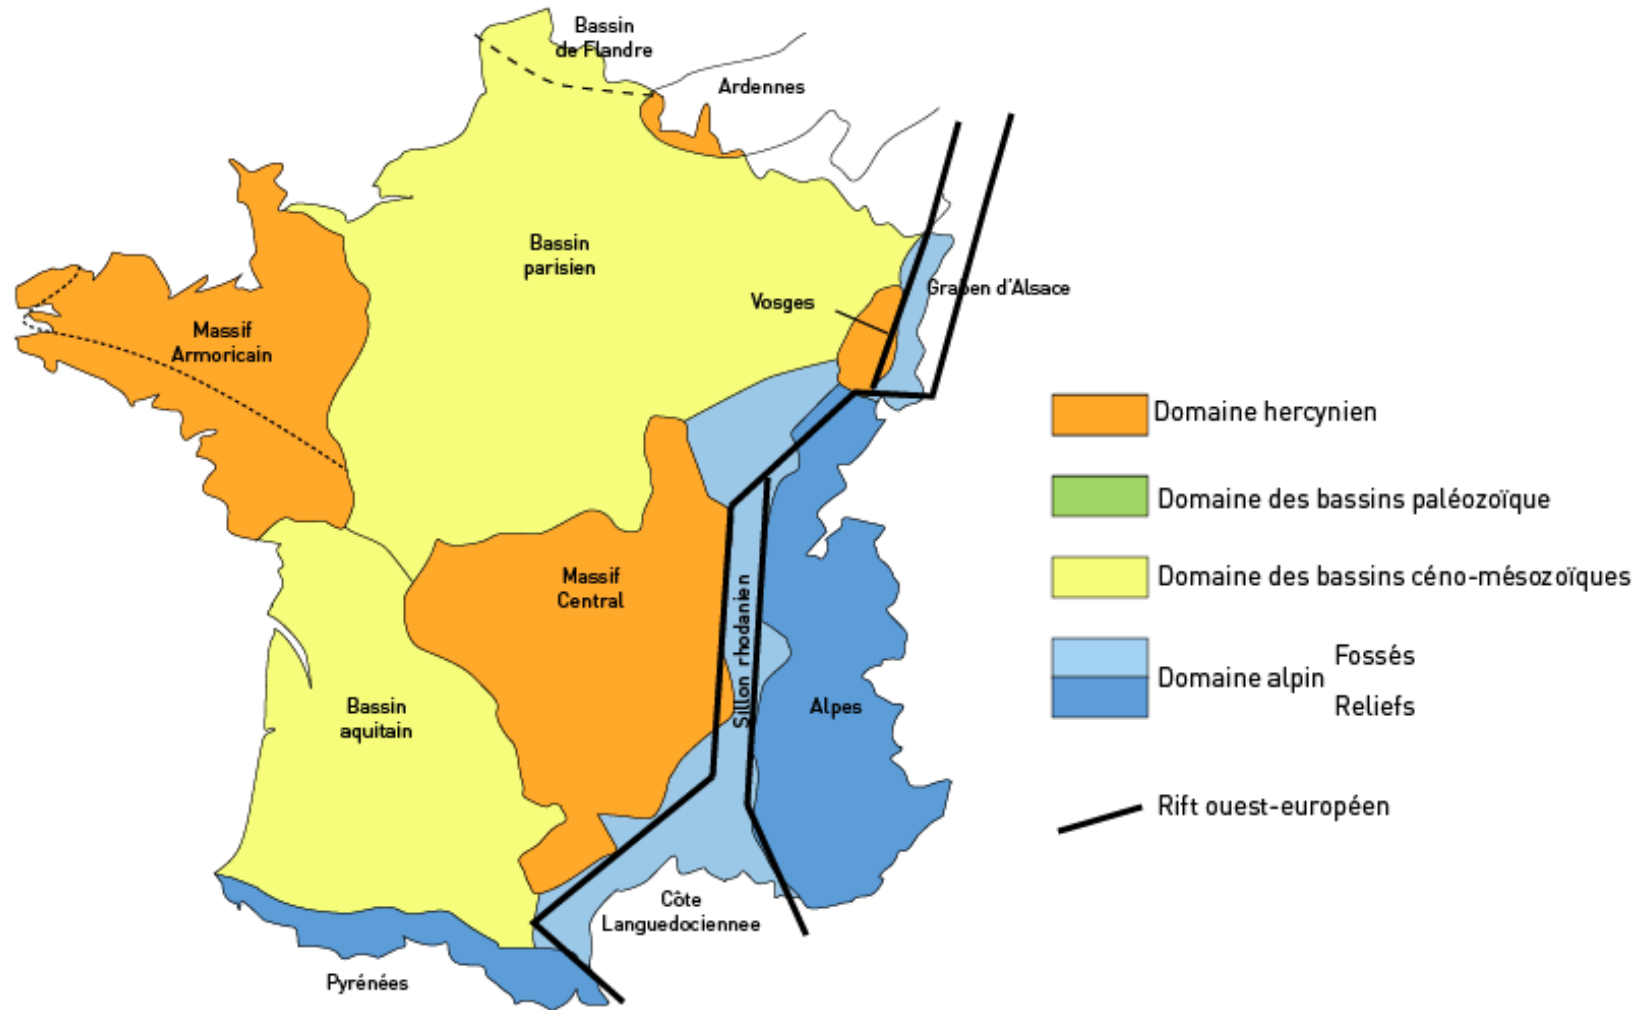 Bassin
de Flandre
Ardennes
Bassin
parisien
Graben d'Alsace
Vosges
Massif
Armoricain
Massif
Central
Sillon rhodanien
Bassin
aquitain
Alpes
Côte
Languedociennee
Pyrénées
Domaine hercynien
Domaine des bassins paléozoïque
Domaine des bassins céno-mésozoïques
Fossés
Domaine alpin
Reliefs
Rift ouest-européen